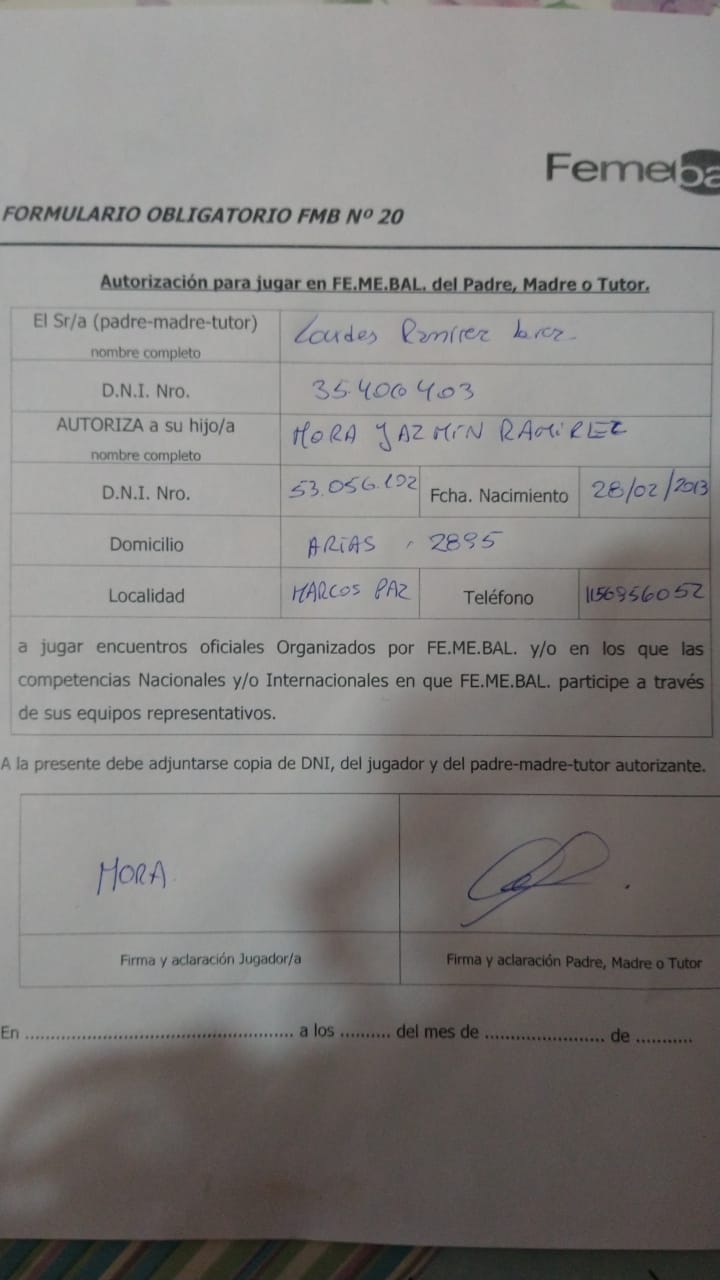 Femeba
FORMULARIO OBLIGATORIO FMB Nº 20
Autorización para jugar en FE.ME.BAL. del Padre, Madre o Tutor.
El Sr/a (padre-madre-tutor) Lourdes Ramirez
nombre completo
D.N.I. Nro. 35.400403
AUTORIZA a su hijo/a MORA JAZMÍN RAMIREZ
nombre completo
D.N.I. Nro. 53.056.192 Fcha. Nacimiento 28/02/2013
Domicilio ARIAS 2895
Localidad MARCOS PAZ Teléfono 1156956052
a jugar encuentros oficiales Organizados por FE.ME.BAL. y/o en los que las
competencias Nacionales y/o Internacionales en que FE.ME.BAL. participe a través
de sus equipos representativos.
A la presente debe adjuntarse copia de DNI, del jugador y del padre-madre-tutor autorizante.
MORA
Firma y aclaración Jugador/a Firma y aclaración Padre, Madre o Tutor
En ................................................ a los .......... del mes de ...................... de ...........